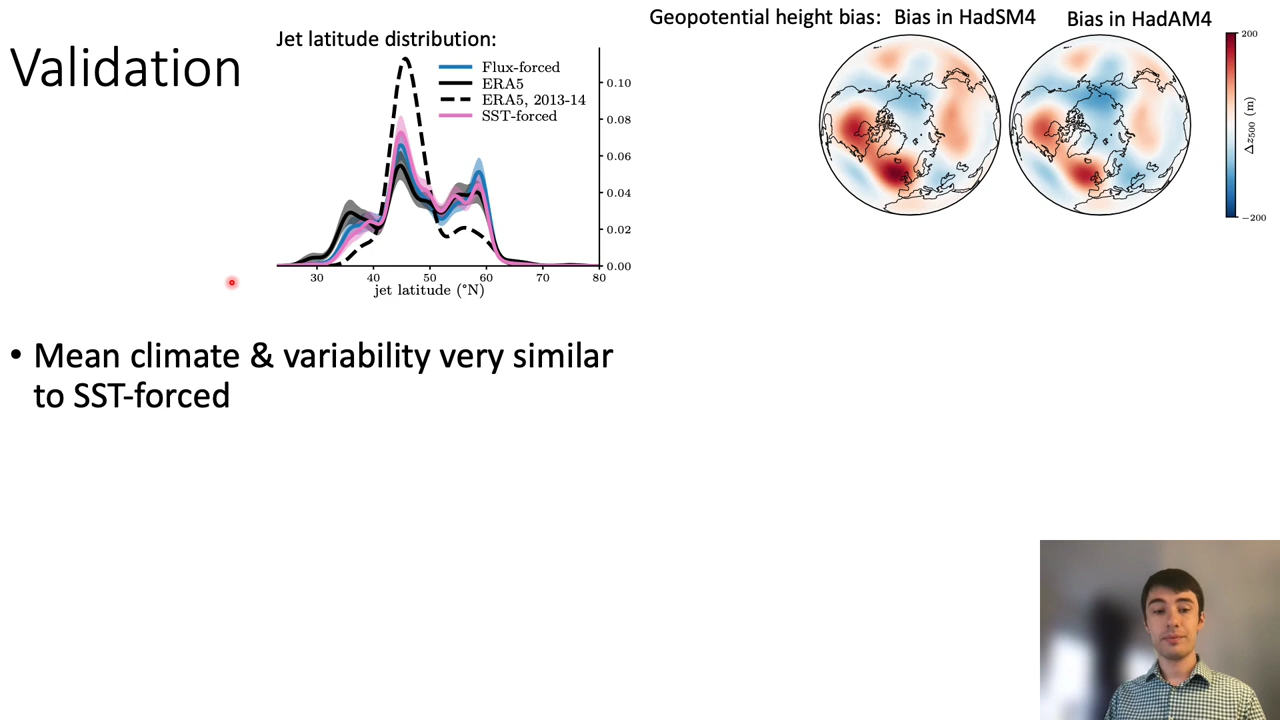 Validation
Jet latitude distribution:
Flux-forced
ERA5
ERA5, 2013-14
SST-forced
0.10
0.08
0.06
0.04
0.02
0.00
30 40 50 60 70 80
jet latitude (°N)
Geopotential height bias: Bias in HadSM4 Bias in HadAM4
200
Δz500 (m)
−200
• Mean climate & variability very similar
to SST-forced